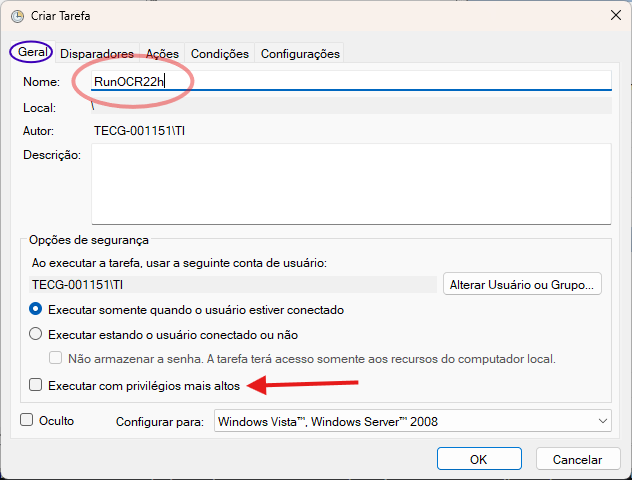 Criar Tarefa
Geral Disparadores Ações Condições Configurações
Nome: RunOCR22h
Local: \
Autor: TECG-001151\TI
Descrição:
Opções de segurança
Ao executar a tarefa, usar a seguinte conta de usuário:
TECG-001151\TI Alterar Usuário ou Grupo...
Executar somente quando o usuário estiver conectado
Executar estando o usuário conectado ou não
Não armazenar a senha. A tarefa terá acesso somente aos recursos do computador local.
Executar com privilégios mais altos
Oculto Configurar para: Windows Vista™, Windows Server™ 2008
OK Cancelar